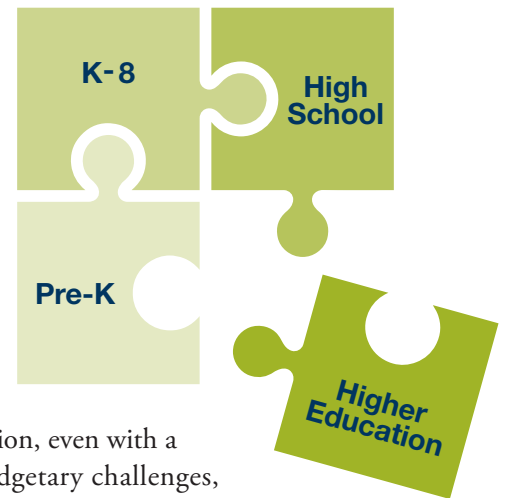 K-8
High
School
Pre-K
Higher
Education
ion, even with a
dgetary challenges,